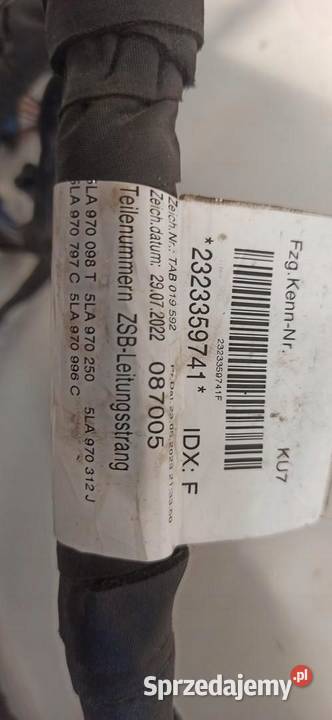 Fzg.Kenn-Nr. KU7
2323359741F
*2323359741* IDX: F
Zeich.Nr.: TAB 019 592
Zeich.datum: 29.07.2022 087005
Teilenummern ZSB-Leitungsstrang
5LA 970 098 T 5LA 970 250 5LA 970 312 J
5LA 970 797 C 5LA 970 996 C
Sprzedajemy.pl